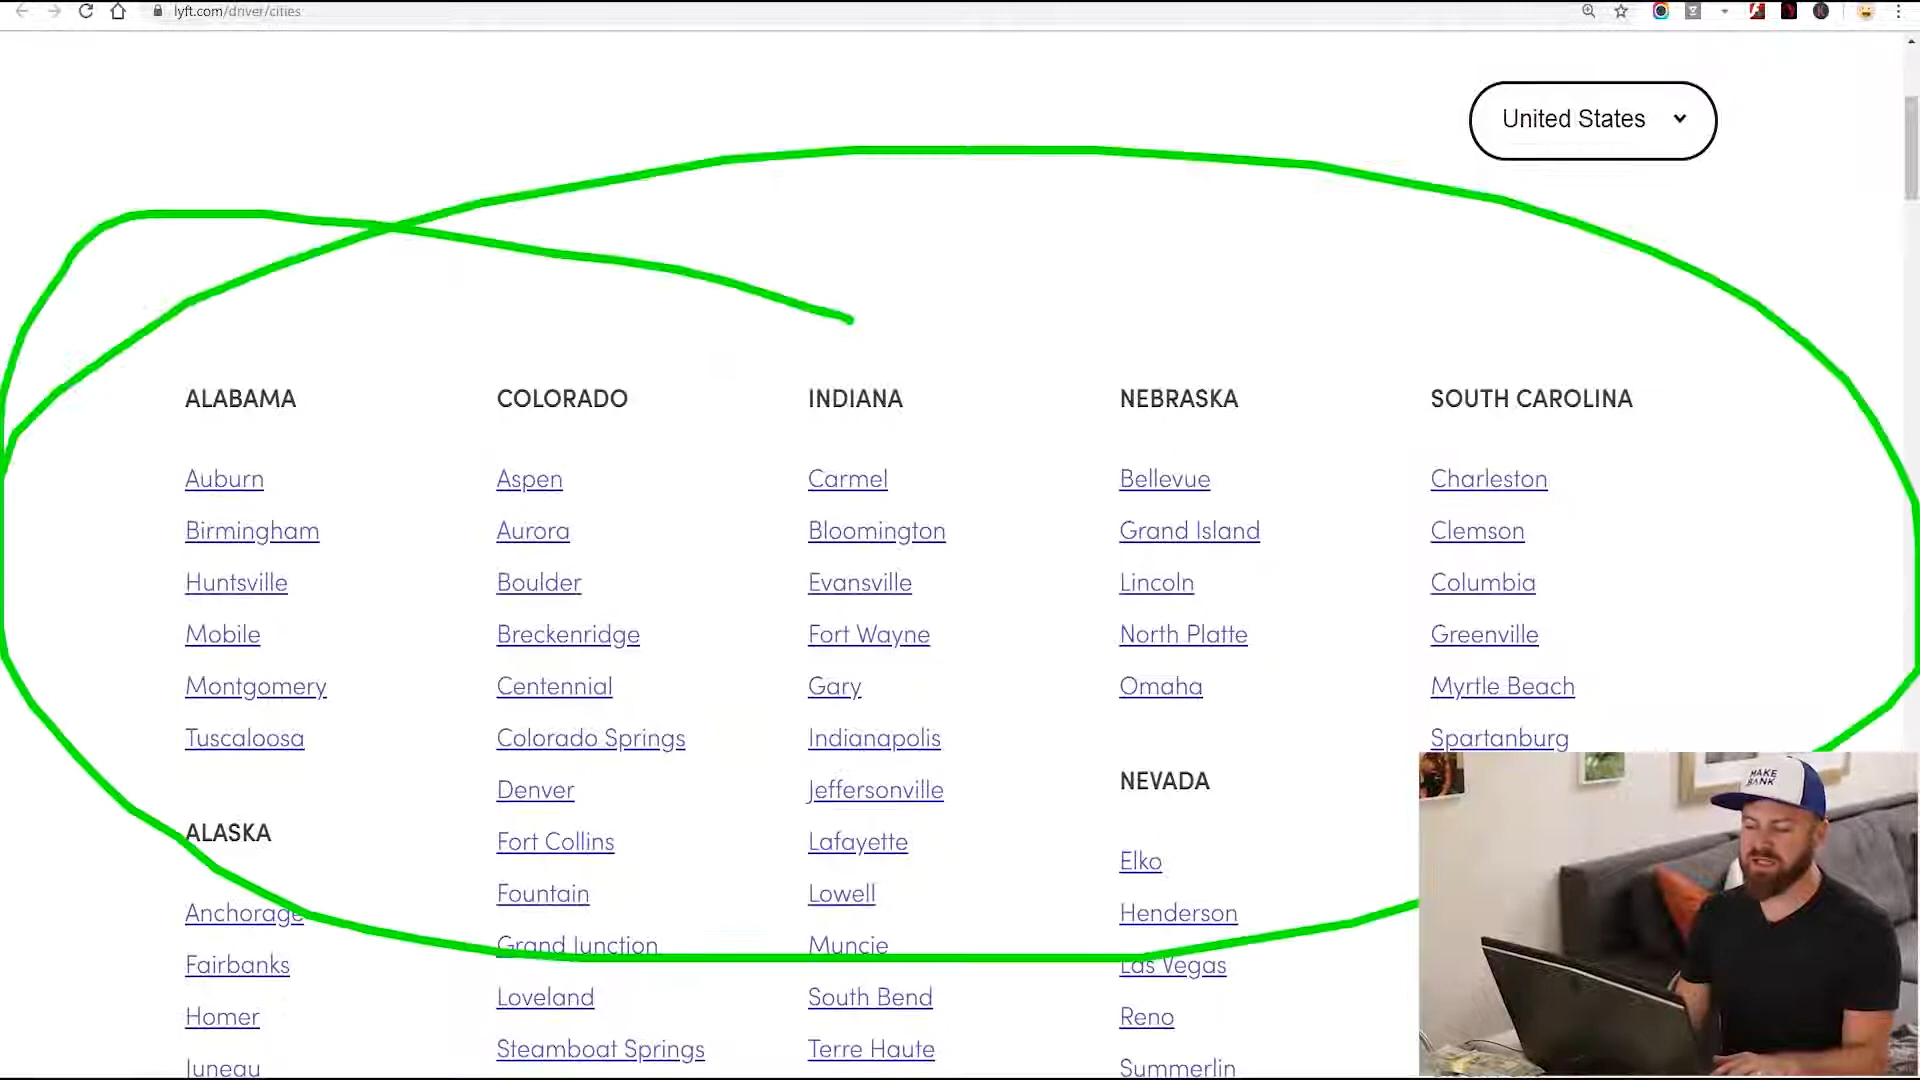 lyft.com/driver/cities
United States
ALABAMA
Auburn
Birmingham
Huntsville
Mobile
Montgomery
Tuscaloosa
ALASKA
Anchorage
Fairbanks
Homer
Juneau
COLORADO
Aspen
Aurora
Boulder
Breckenridge
Centennial
Colorado Springs
Denver
Fort Collins
Fountain
Grand Junction
Loveland
Steamboat Springs
INDIANA
Carmel
Bloomington
Evansville
Fort Wayne
Gary
Indianapolis
Jeffersonville
Lafayette
Lowell
Muncie
South Bend
Terre Haute
NEBRASKA
Bellevue
Grand Island
Lincoln
North Platte
Omaha
NEVADA
Elko
Henderson
Las Vegas
Reno
Summerlin
SOUTH CAROLINA
Charleston
Clemson
Columbia
Greenville
Myrtle Beach
Spartanburg
MAKE
BANK